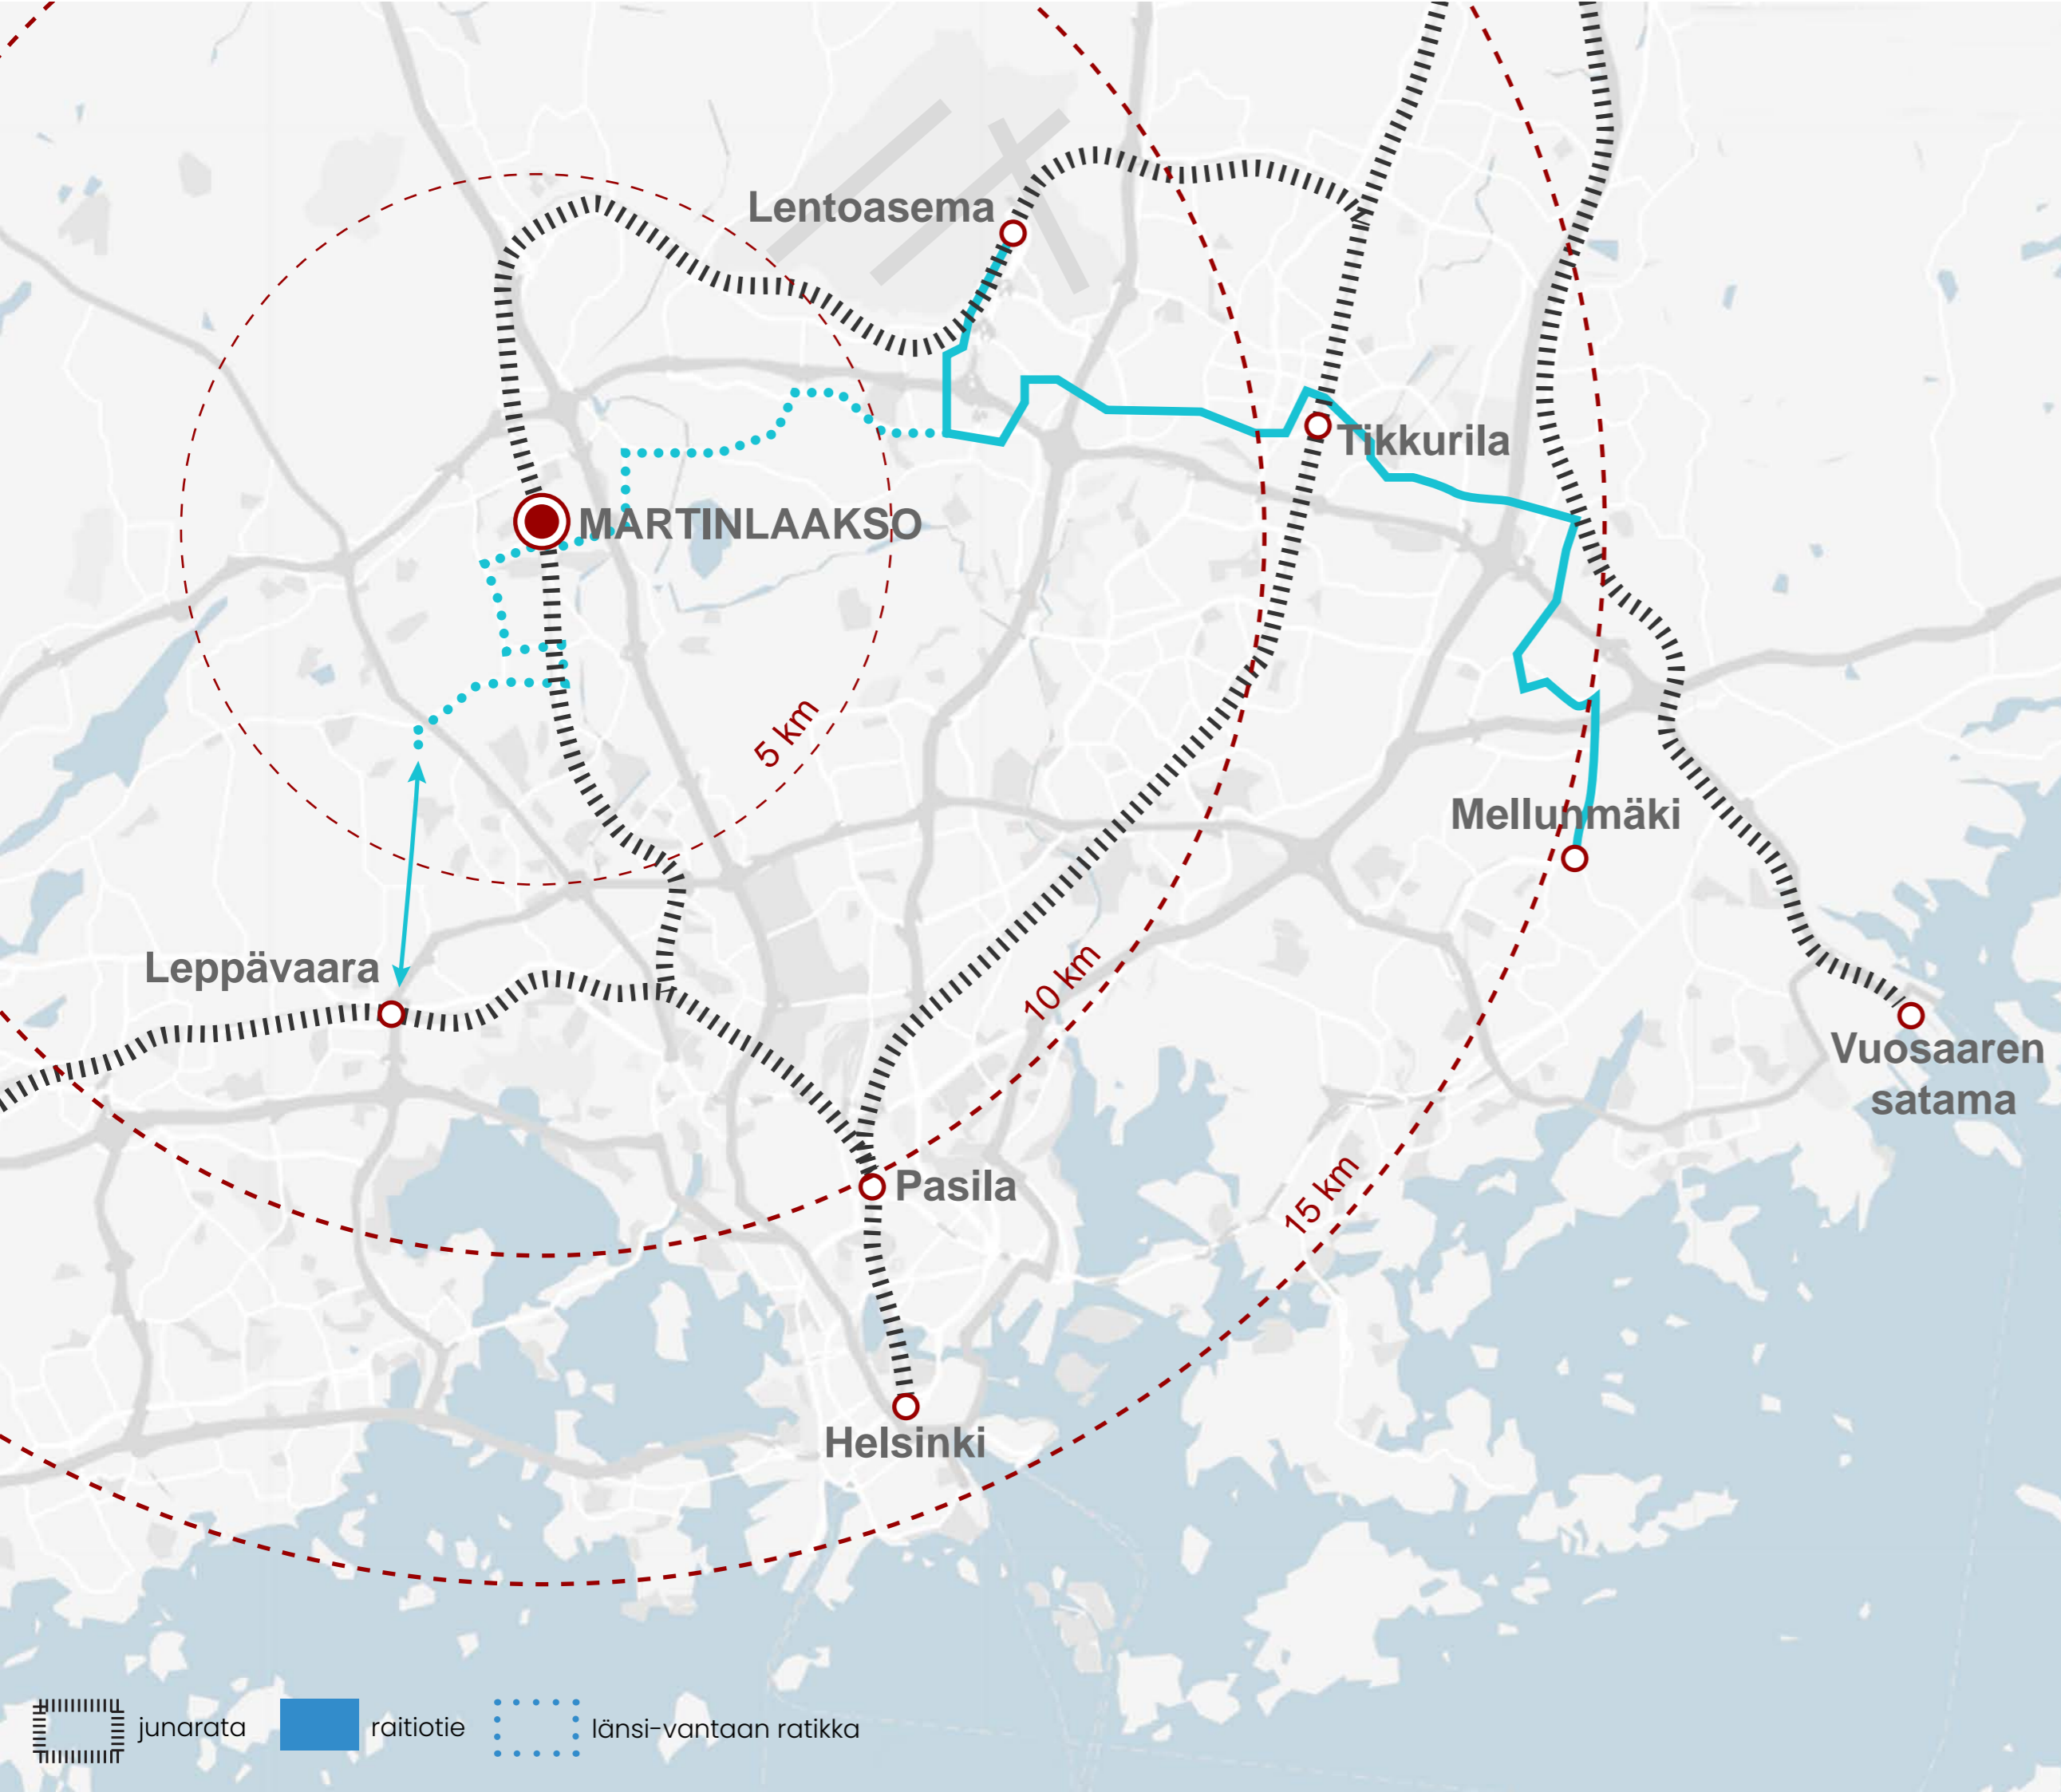 Lentoasema
Tikkurila
MARTINLAAKSO
5 km
Mellunmäki
Leppävaara
10 km
Vuosaaren
satama
Pasila
15 km
Helsinki
junarata
raitiotie
länsi-vantaan ratikka